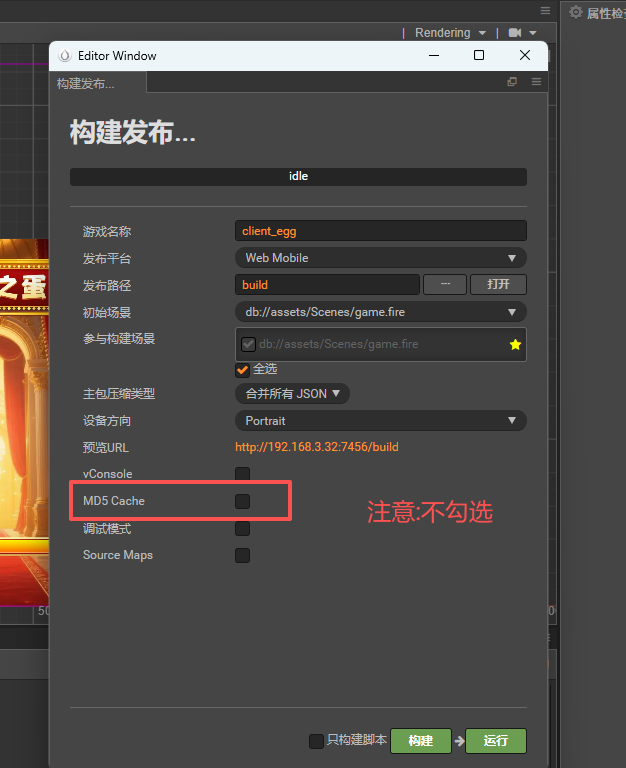 属性检查
Rendering
Editor Window
构建发布...
构建发布...
idle
游戏名称 client_egg
发布平台 Web Mobile
发布路径 build ... 打开
初始场景 db://assets/Scenes/game.fire
参与构建场景 db://assets/Scenes/game.fire
全选
之蛋
主包压缩类型 合并所有 JSON
设备方向 Portrait
预览URL http://192.168.3.32:7456/build
vConsole
MD5 Cache
注意:不勾选
调试模式
Source Maps
只构建脚本 构建 运行